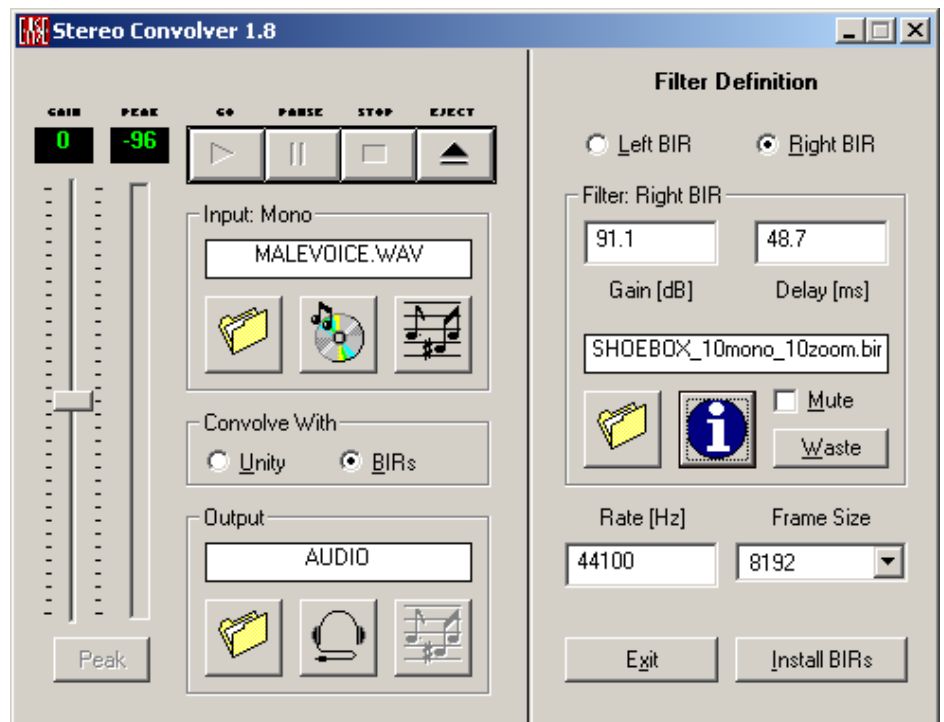 EASE
Stereo Convolver 1.8
GAIN PEAK GO PAUSE STOP EJECT
0 -96
Input: Mono
MALEVOICE.WAV
Convolve With
Unity BIRs
Output
AUDIO
Peak
Filter Definition
Left BIR Right BIR
Filter: Right BIR
91.1 48.7
Gain [dB] Delay [ms]
SHOEBOX_10mono_10zoom.bir
Mute
Waste
Rate [Hz] Frame Size
44100 8192
Exit Install BIRs